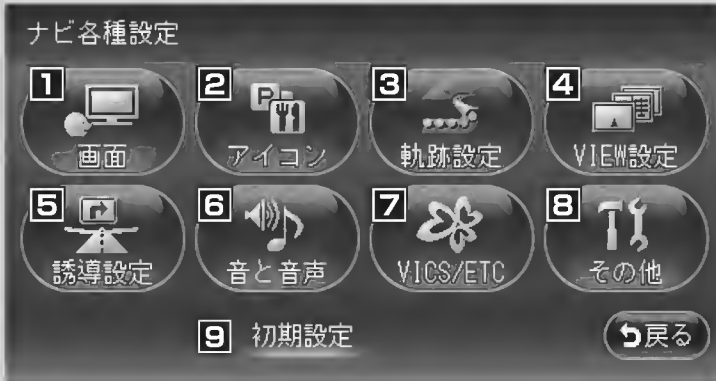 ナビ各種設定
1 2 3 4
P
画面 アイコン 軌跡設定 VIEW設定
5 6 7 8
誘導設定 音と音声 VICS/ETC その他
9 初期設定 戻る